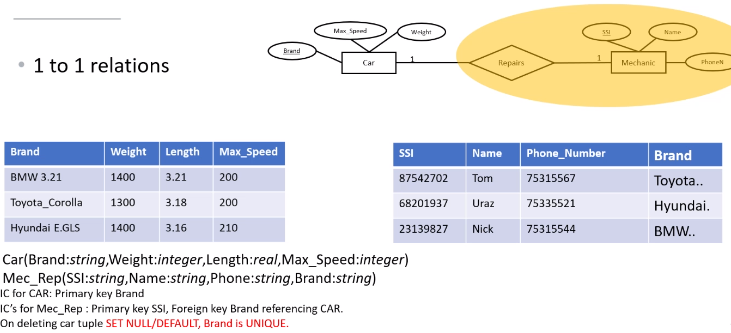 Max_Speed
Weight
SSI
Name
Brand
1 to 1 relations
Car
1
Repairs
1
Mechanic
PhoneN
Brand Weight Length Max_Speed
BMW 3.21 1400 3.21 200
Toyota_Corolla 1300 3.18 200
Hyundai E.GLS 1400 3.16 210
SSI Name Phone_Number Brand
87542702 Tom 75315567 Toyota..
68201937 Uraz 75335521 Hyundai.
23139827 Nick 75315544 BMW..
Car(Brand:string,Weight:integer,Length:real,Max_Speed:integer)
Mec_Rep(SSI:string,Name:string,Phone:string,Brand:string)
IC for CAR: Primary key Brand
IC's for Mec_Rep : Primary key SSI, Foreign key Brand referencing CAR.
On deleting car tuple SET NULL/DEFAULT, Brand is UNIQUE.